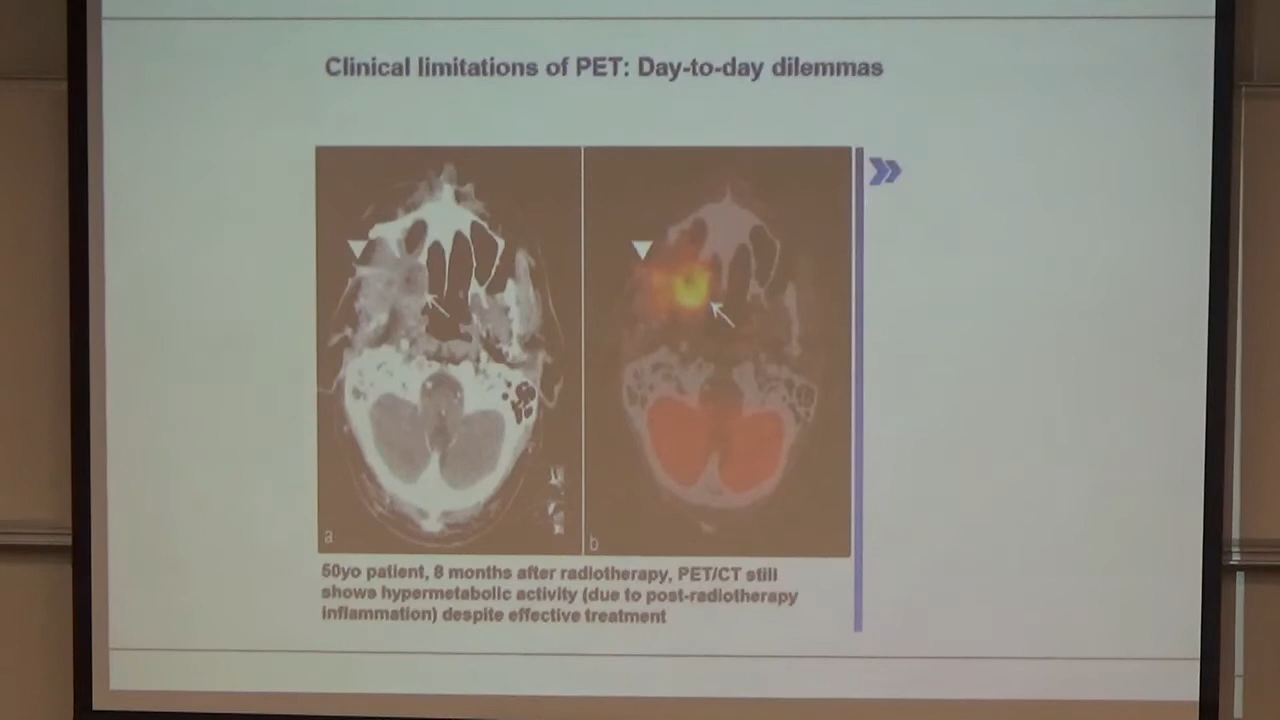 Clinical limitations of PET: Day-to-day dilemmas
a
b
50yo patient, 8 months after radiotherapy, PET/CT still
shows hypermetabolic activity (due to post-radiotherapy
inflammation) despite effective treatment